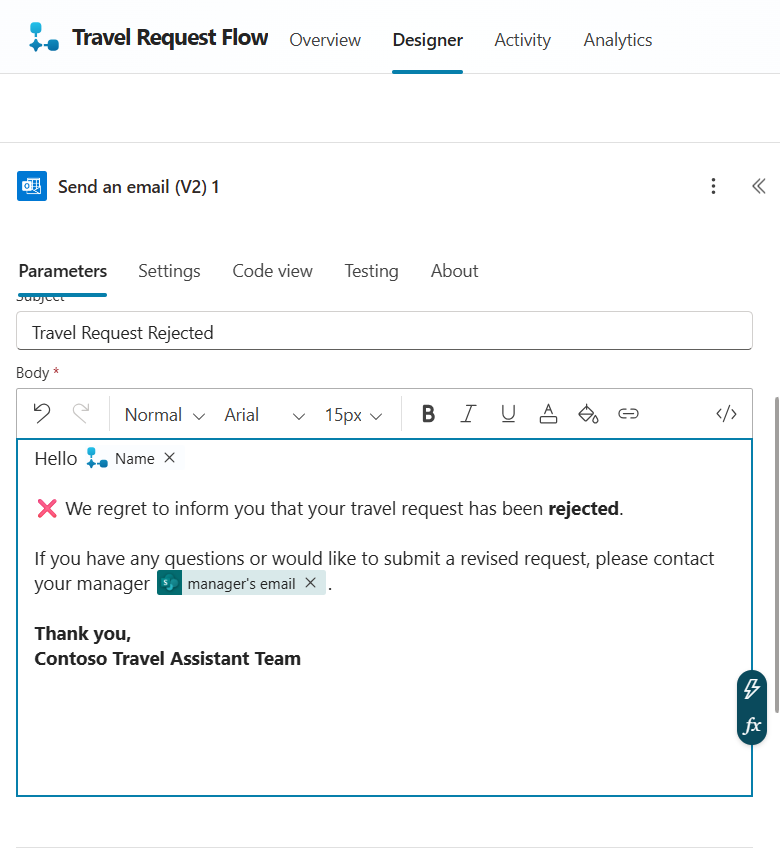 Travel Request Flow Overview Designer Activity Analytics
Send an email (V2) 1
Parameters Settings Code view Testing About
Subject
Travel Request Rejected
Body *
Normal Arial 15px B I U A </>
Hello Name ×
❌ We regret to inform you that your travel request has been rejected.
If you have any questions or would like to submit a revised request, please contact
your manager manager's email × .
Thank you,
Contoso Travel Assistant Team
fx